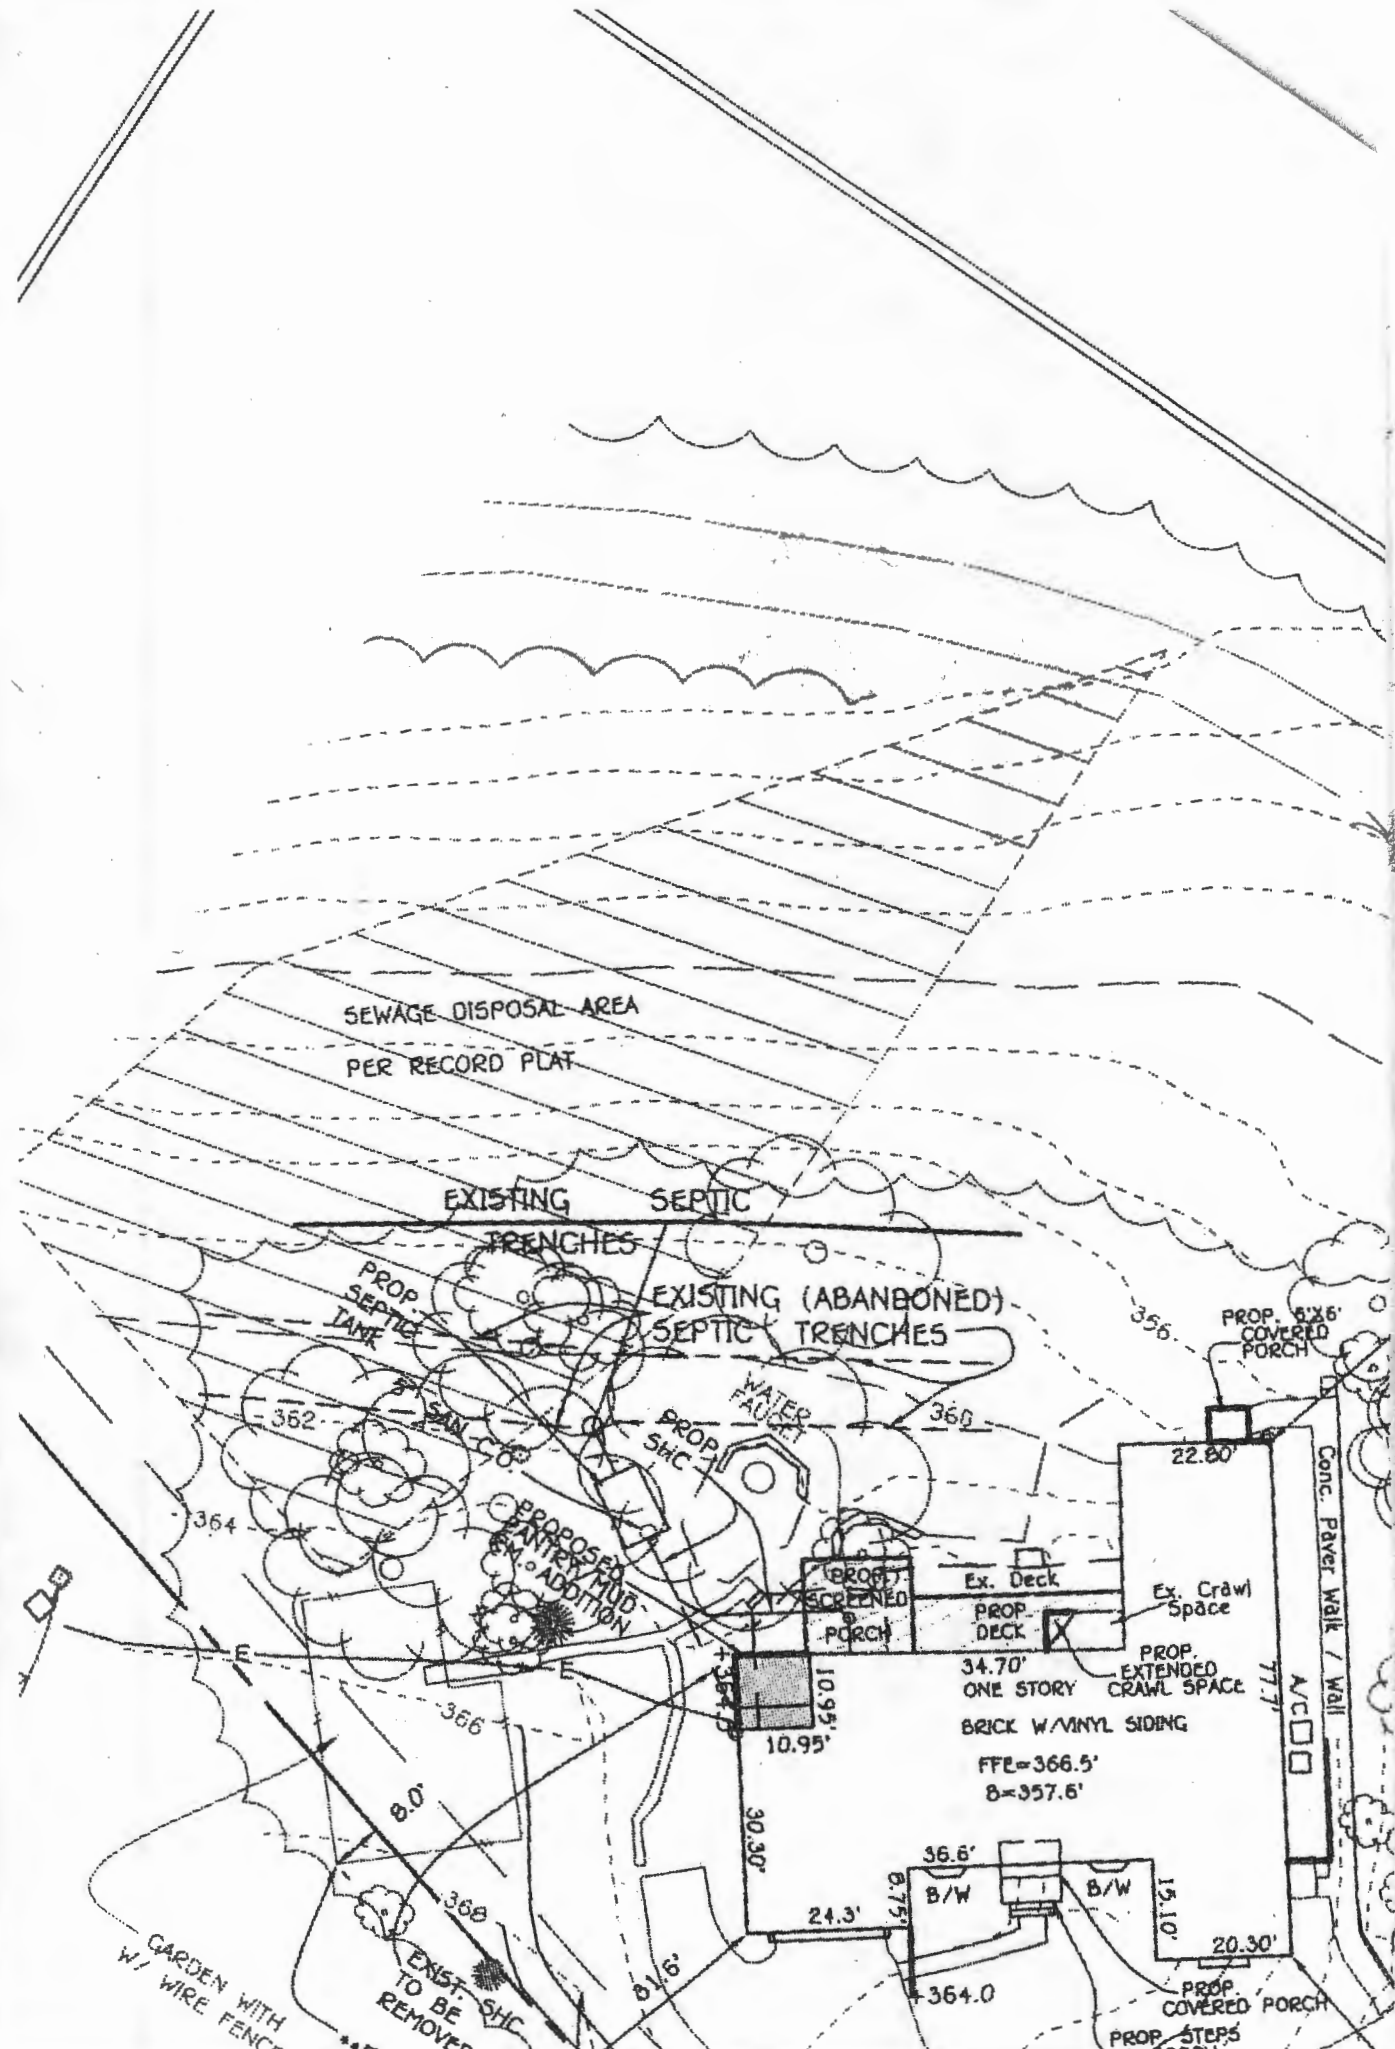 SEWAGE DISPOSAL AREA
PER RECORD PLAT
EXISTING SEPTIC
TRENCHES
PROP.
SEPTIC
TANK
EXISTING (ABANDONED)
SEPTIC TRENCHES
356
PROP. 6'X6'
COVERED
PORCH
WATER
FAUCET
360
362
SAN. C.O.
PROP.
SHC
22.80'
Conc. Paver Walk / Wall
364
PROPOSED
PANTRY/MUD
RM. ADDITION
PROP.
SCREENED
PORCH
Ex. Deck
PROP.
DECK
Ex. Crawl
Space
E
E
34.70'
ONE STORY
PROP.
EXTENDED
CRAWL SPACE
77.7'
A/C
10.95'
10.95'
BRICK W/VINYL SIDING
366
FFE=366.5'
B=357.6'
8.0'
30.30'
36.6'
8.75'
B/W
B/W
15.10'
368
24.3'
20.30'
GARDEN WITH
W/ WIRE FENCE
EXIST. SHC
TO BE
REMOVED
81.6'
+364.0
PROP.
COVERED PORCH
PROP. STEPS